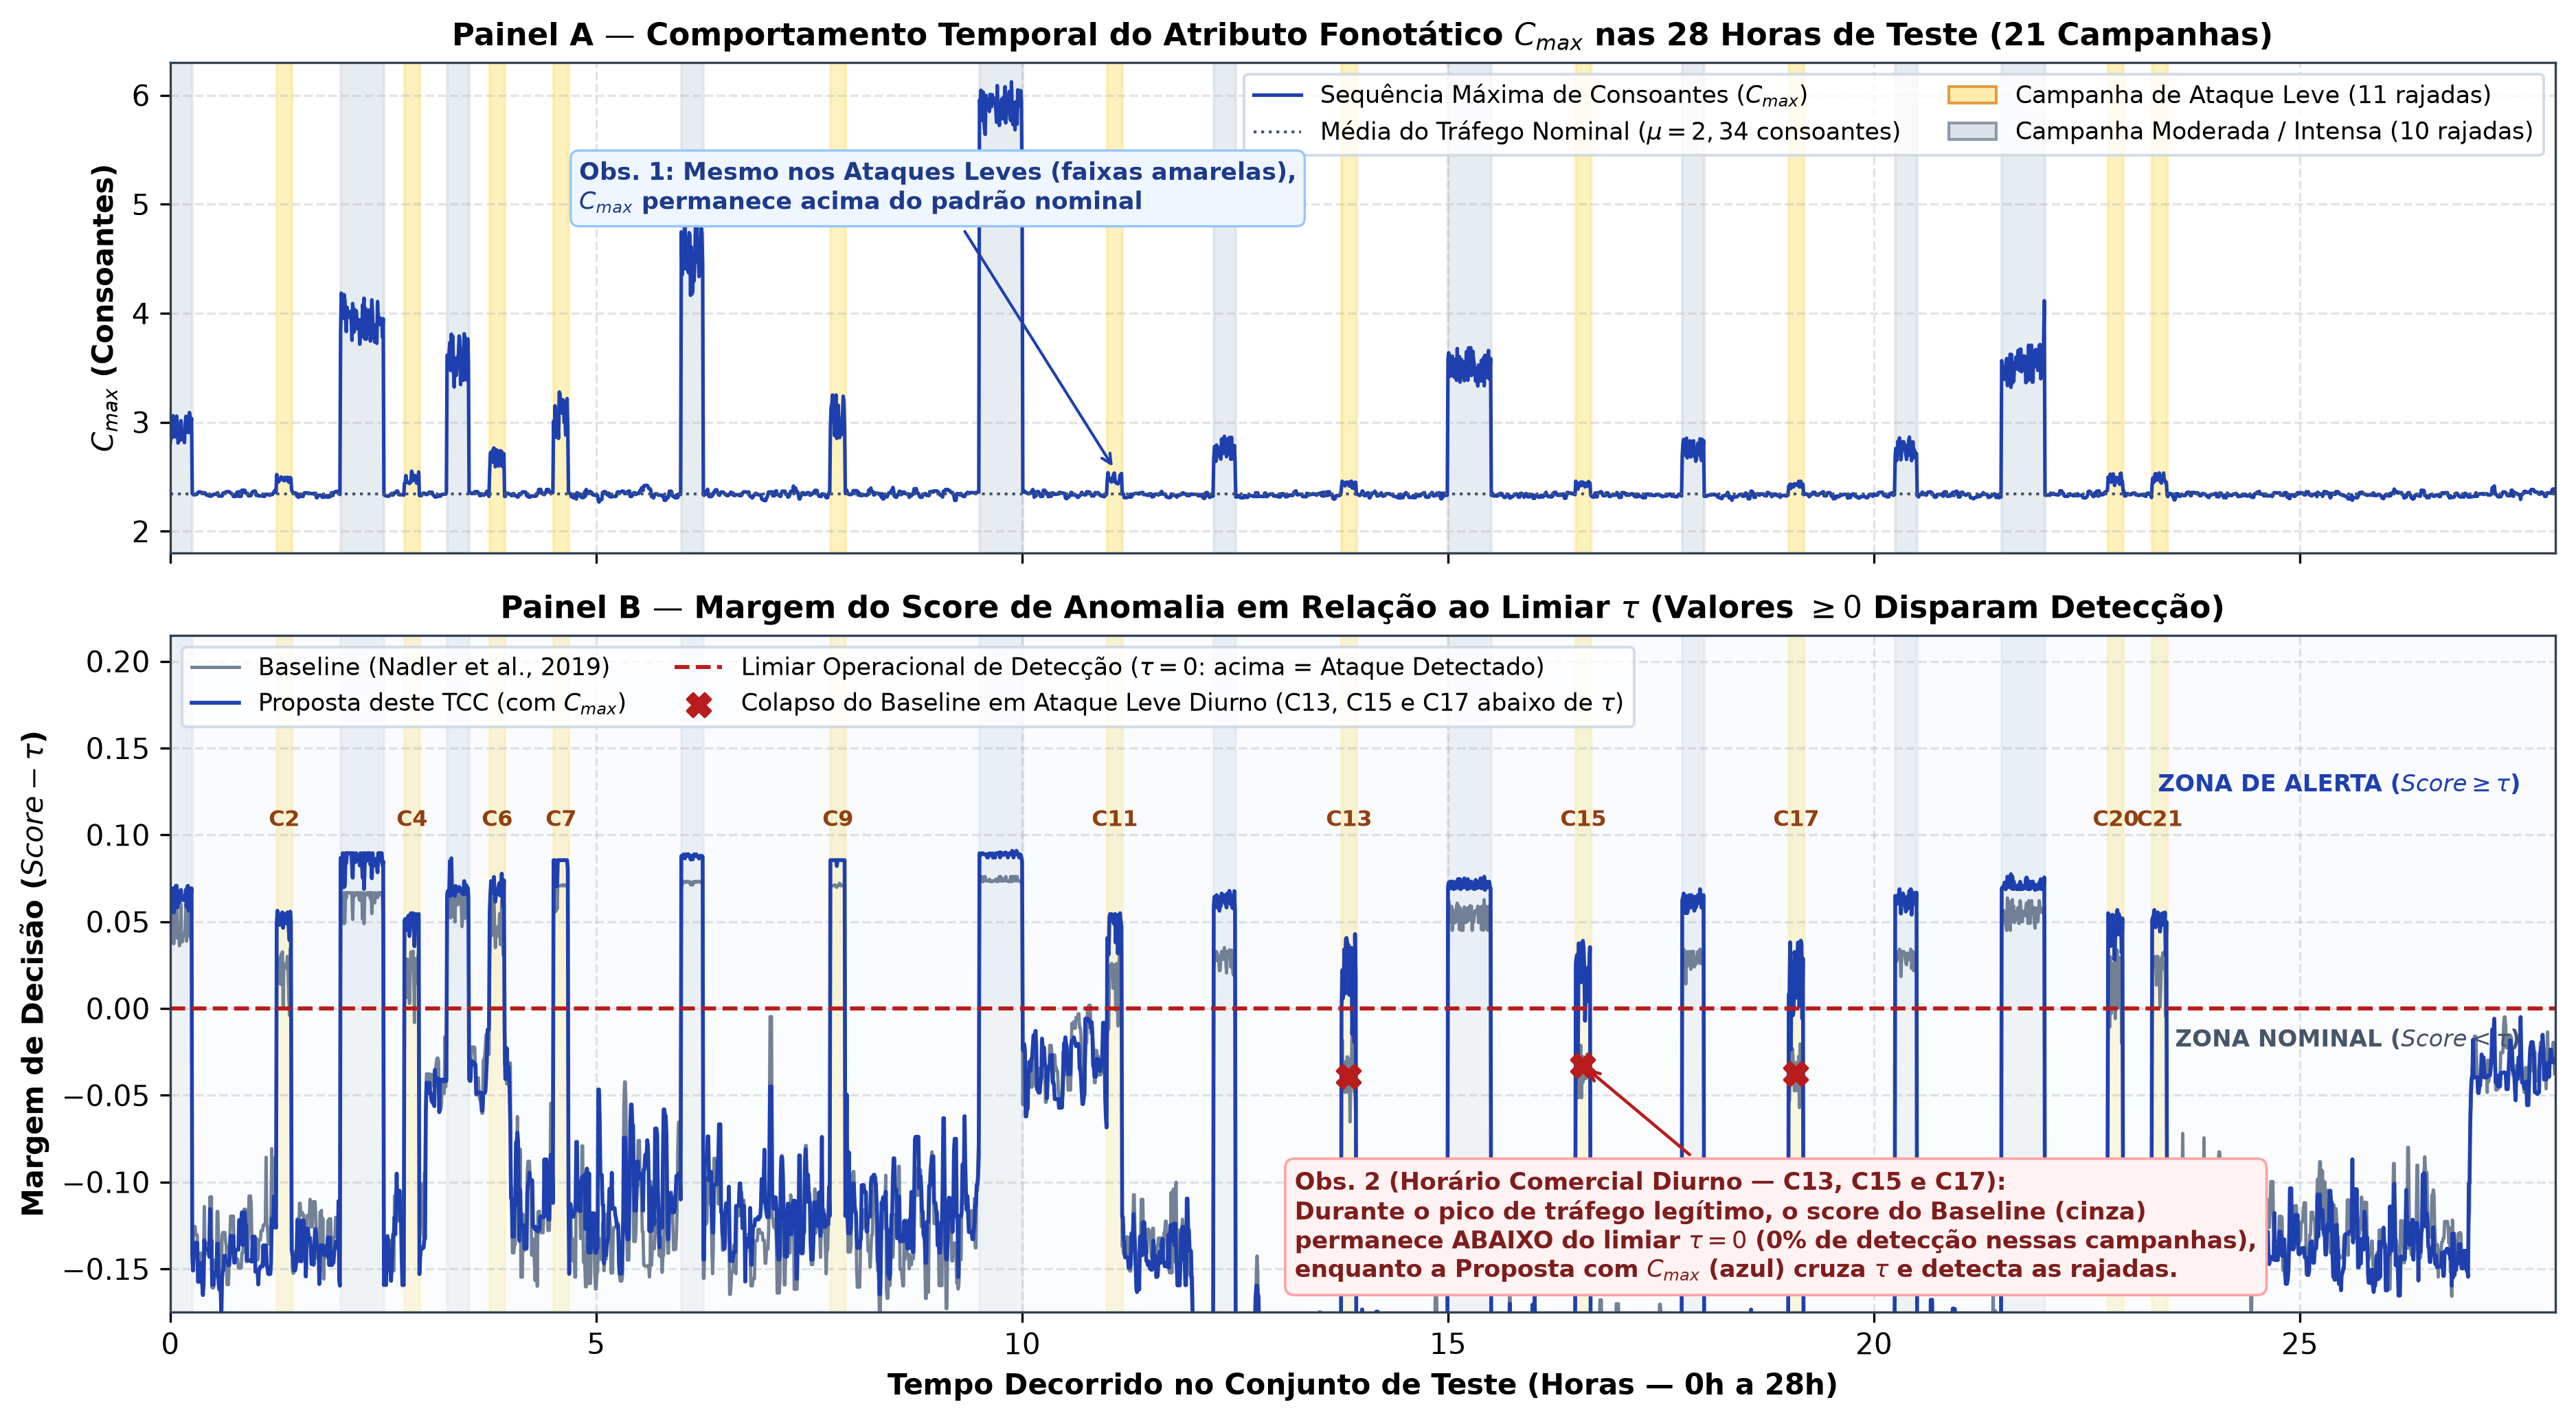 Painel A — Comportamento Temporal do Atributo Fonotático C_max nas 28 Horas de Teste (21 Campanhas)
C_max (Consoantes)
6
5
4
3
2
Sequência Máxima de Consoantes (C_max)
Média do Tráfego Nominal (μ = 2,34 consoantes)
Campanha de Ataque Leve (11 rajadas)
Campanha Moderada / Intensa (10 rajadas)
Obs. 1: Mesmo nos Ataques Leves (faixas amarelas),
C_max permanece acima do padrão nominal
Painel B — Margem do Score de Anomalia em Relação ao Limiar τ (Valores ≥0 Disparam Detecção)
Margem de Decisão (Score − τ)
0.20
0.15
0.10
0.05
0.00
−0.05
−0.10
−0.15
Baseline (Nadler et al., 2019)
Proposta deste TCC (com C_max)
Limiar Operacional de Detecção (τ = 0: acima = Ataque Detectado)
Colapso do Baseline em Ataque Leve Diurno (C13, C15 e C17 abaixo de τ)
ZONA DE ALERTA (Score ≥ τ)
C2 C4 C6 C7 C9 C11 C13 C15 C17 C20 C21
ZONA NOMINAL (Score < τ)
Obs. 2 (Horário Comercial Diurno — C13, C15 e C17):
Durante o pico de tráfego legítimo, o score do Baseline (cinza)
permanece ABAIXO do limiar τ = 0 (0% de detecção nessas campanhas),
enquanto a Proposta com C_max (azul) cruza τ e detecta as rajadas.
0 5 10 15 20 25
Tempo Decorrido no Conjunto de Teste (Horas — 0h a 28h)